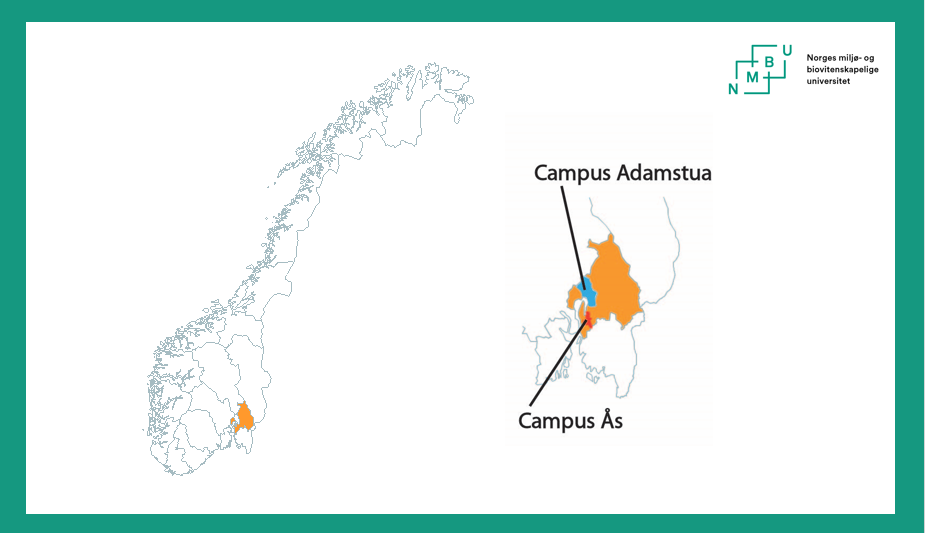 N M B U
Norges miljø- og
biovitenskapelige
universitet
Campus Adamstua
Campus Ås